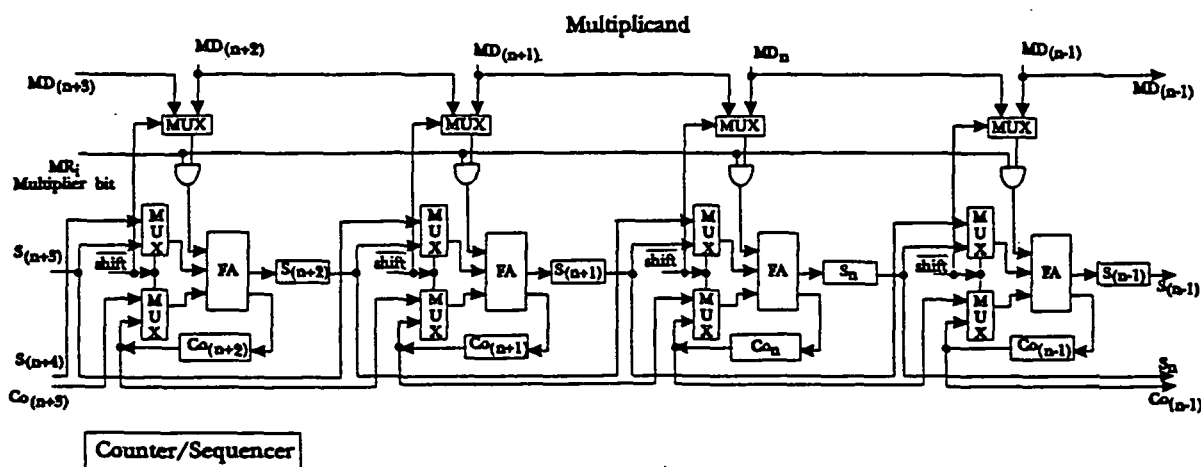 Multiplicand
MD(n+2) MD(n+1). MDn MD(n-1)
MD(n+3) MD(n-1)
MUX MUX MUX MUX
MRi
Multiplier bit
MUX MUX MUX MUX
S(n+3) shift FA S(n+2) shift FA S(n+1) shift FA Sn shift FA S(n-1) S(n-1)
MUX MUX MUX MUX
Co(n+2) Co(n+1) Con Co(n-1)
S(n+4) Sn
Co(n+3) Co(n-1)
Counter/Sequencer